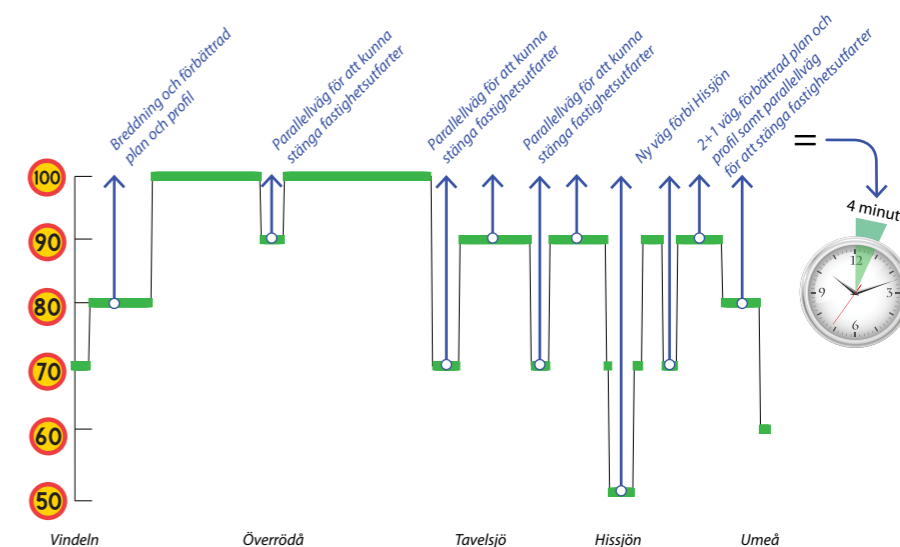 Breddning och förbättrad
plan och profil
Parallellväg för att kunna
stänga fastighetsutfarter
Parallellväg för att kunna
stänga fastighetsutfarter
Parallellväg för att kunna
stänga fastighetsutfarter
Ny väg förbi Hissjön
2+1 väg, förbättrad plan och
profil samt parallellväg
för att stänga fastighetsutfarter
=
4 minut
12
9
3
6
100
90
80
70
60
50
Vindeln
Överrödå
Tavelsjö
Hissjön
Umeå